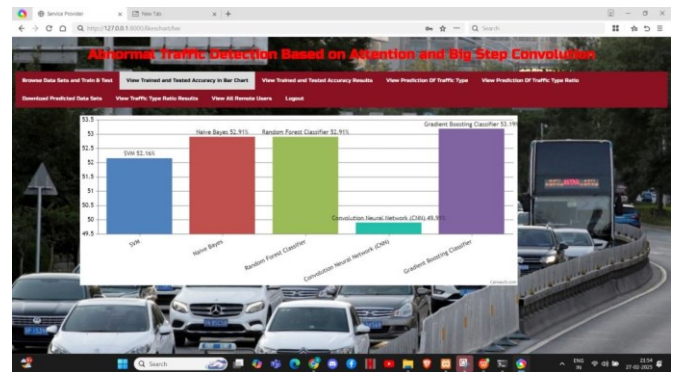 Service Provider
New Tab
http://127.0.0.1:8000/likeschart/bar
Search
Abnormal Traffic Detection Based on Attention and Big Step Convolution
Browse Data Sets and Train & Test View Trained and Tested Accuracy in Bar Chart View Trained and Tested Accuracy Results View Prediction Of Traffic Type View Prediction Of Traffic Type Ratio
Download Predicted Data Sets View Traffic Type Ratio Results View All Remote Users Logout
53.5
Gradient Boosting Classifier 53.19%
53
Naive Bayes 52.91% Random Forest Classifier 52.91%
52.5
SVM 52.16%
52
51.5
51
50.5
50
Convolution Neural Network (CNN) 49.9
49.5
SVM
Naive Bayes
Random Forest Classifier
Convolution Neural Network (CNN)
Gradient Boosting Classifier
CanvasJS.com
Search
ENG
IN
21:54
27-02-2025